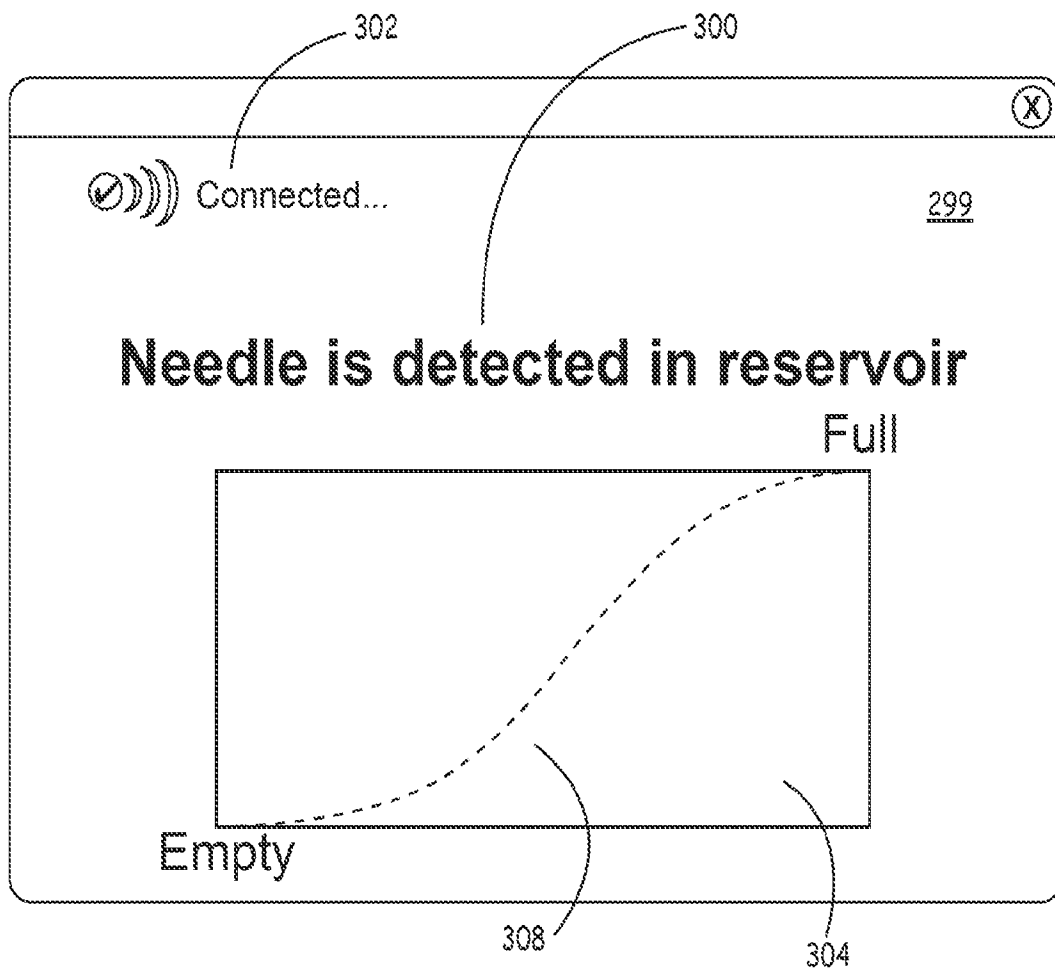 302
300
X
Connected...
299
Needle is detected in reservoir
Full
Empty
308
304